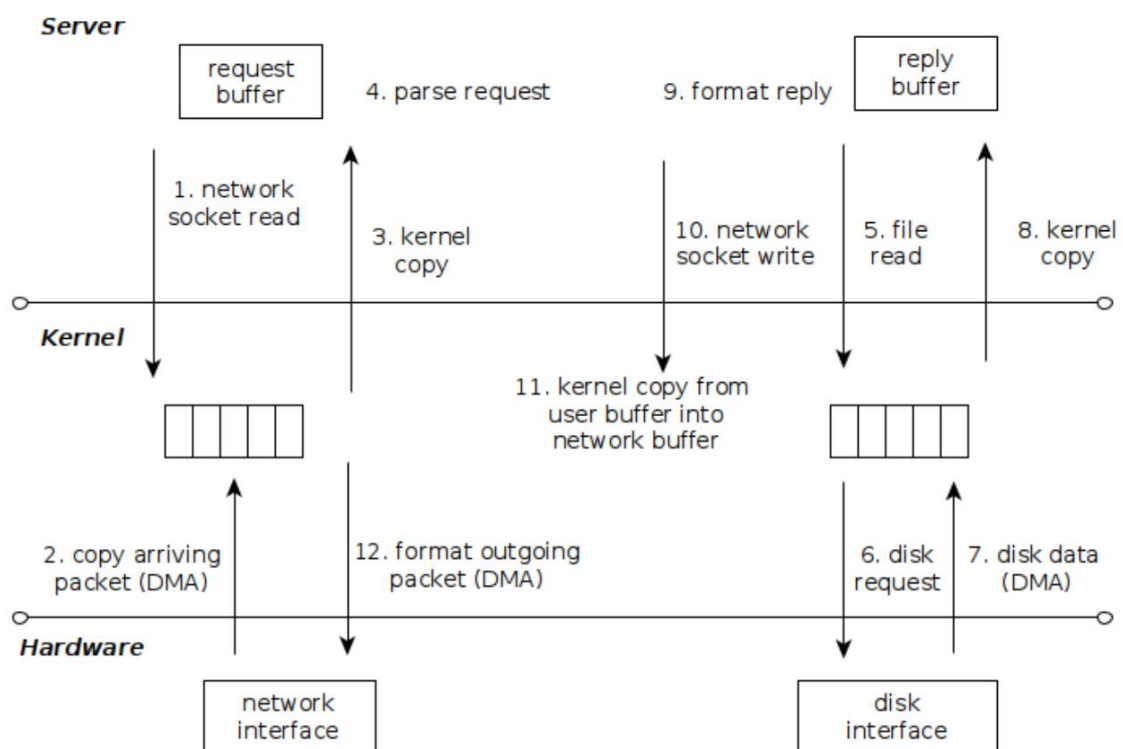 Server
request
buffer
4. parse request
9. format reply
reply
buffer
1. network
socket read
3. kernel
copy
10. network
socket write
5. file
read
8. kernel
copy
Kernel
11. kernel copy from
user buffer into
network buffer
2. copy arriving
packet (DMA)
12. format outgoing
packet (DMA)
6. disk
request
7. disk data
(DMA)
Hardware
network
interface
disk
interface